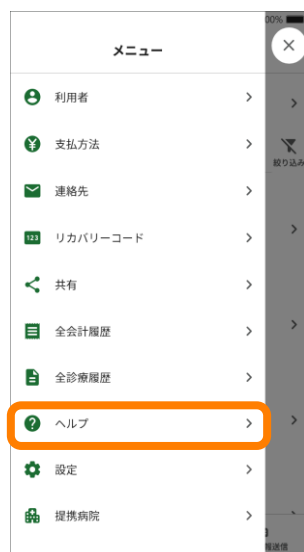 00%
メニュー
利用者
支払方法
絞り込み
連絡先
123
リカバリーコード
共有
全会計履歴
全診療履歴
ヘルプ
設定
提携病院
報送信